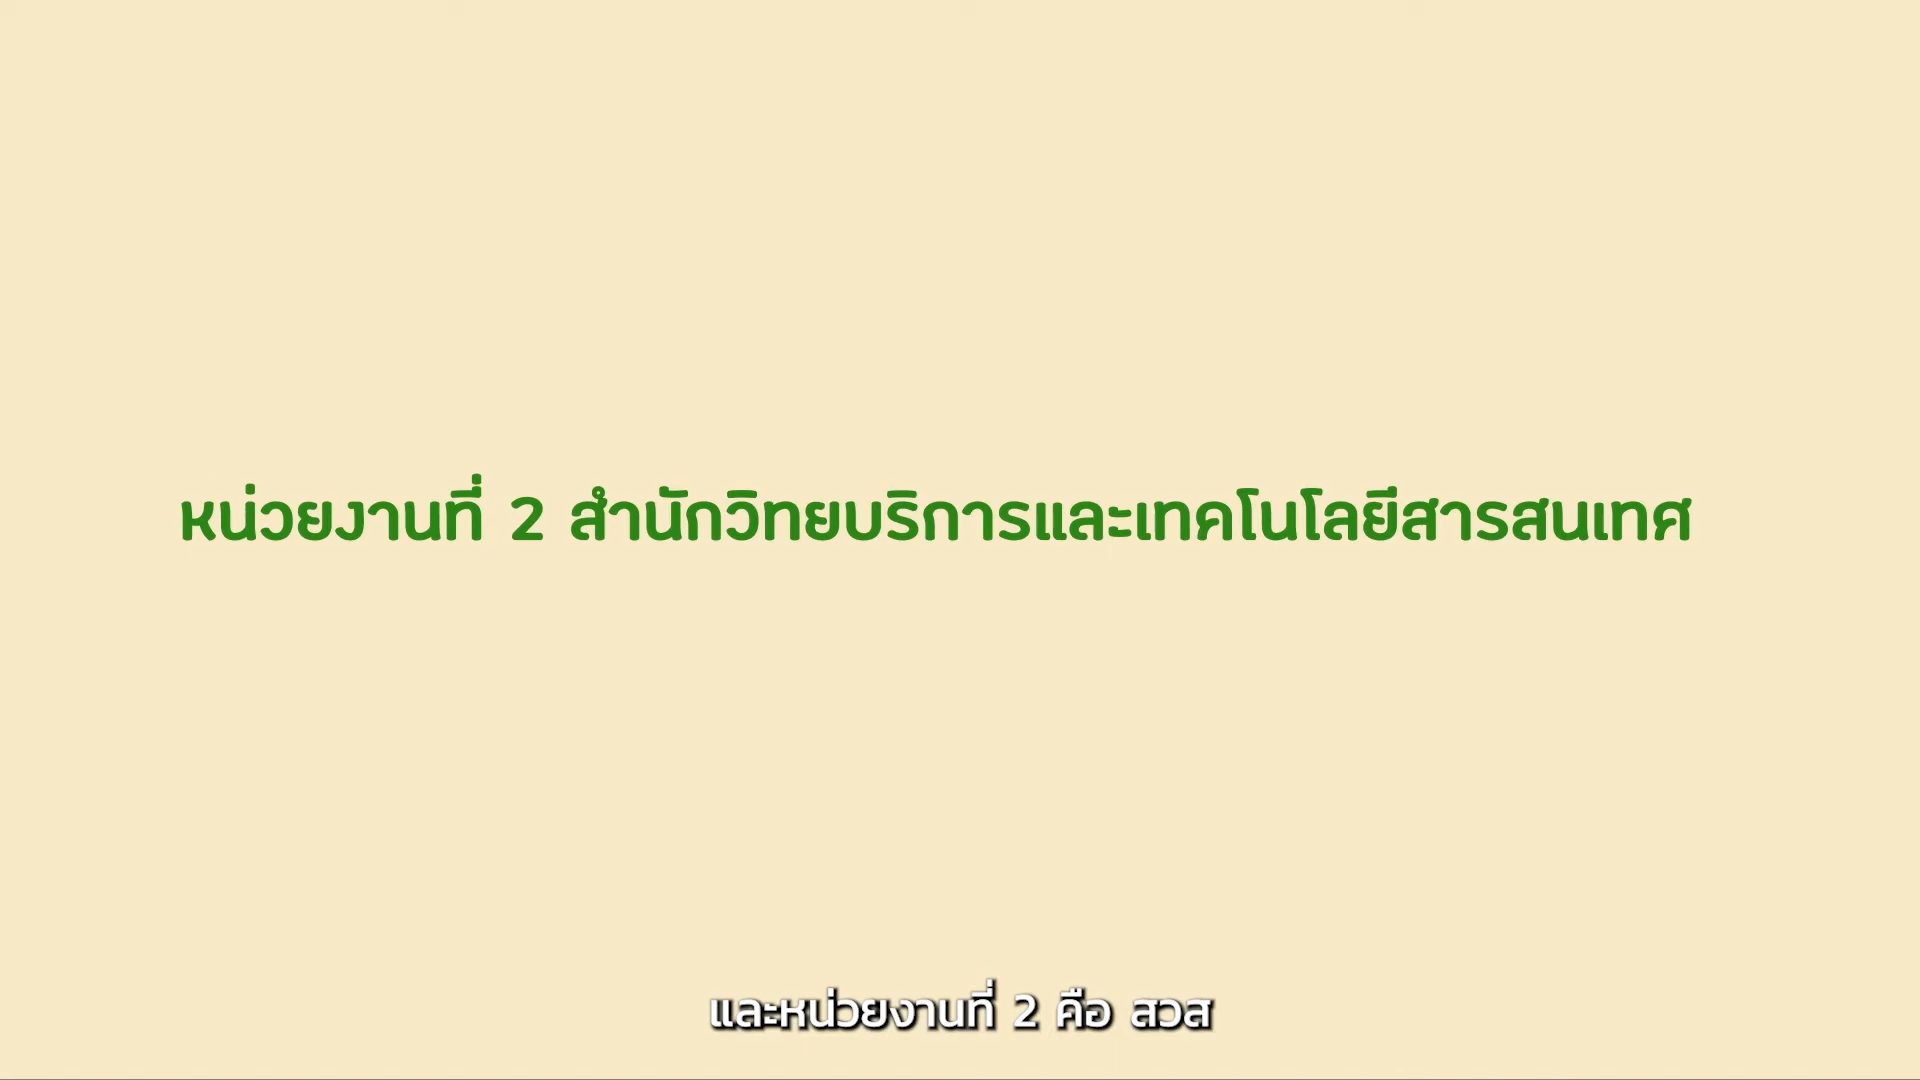 หน่วยงานที่ 2 สำนักวิทยบริการและเทคโนโลยีสารสนเทศ
และหน่วยงานที่ 2 คือ สวส